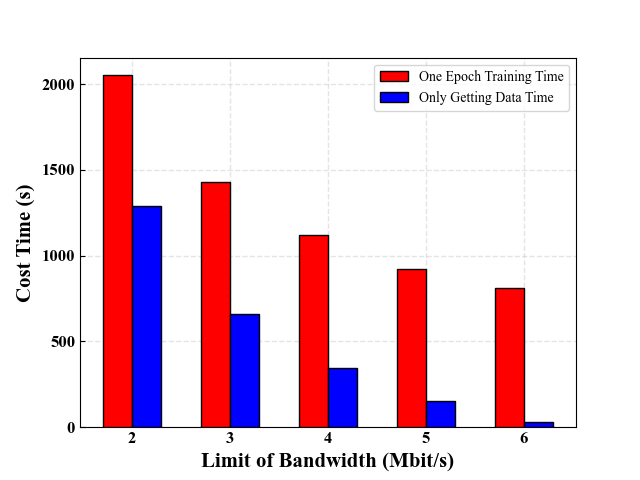 One Epoch Training Time
Only Getting Data Time
2000
1500
1000
500
0
Cost Time (s)
2 3 4 5 6
Limit of Bandwidth (Mbit/s)